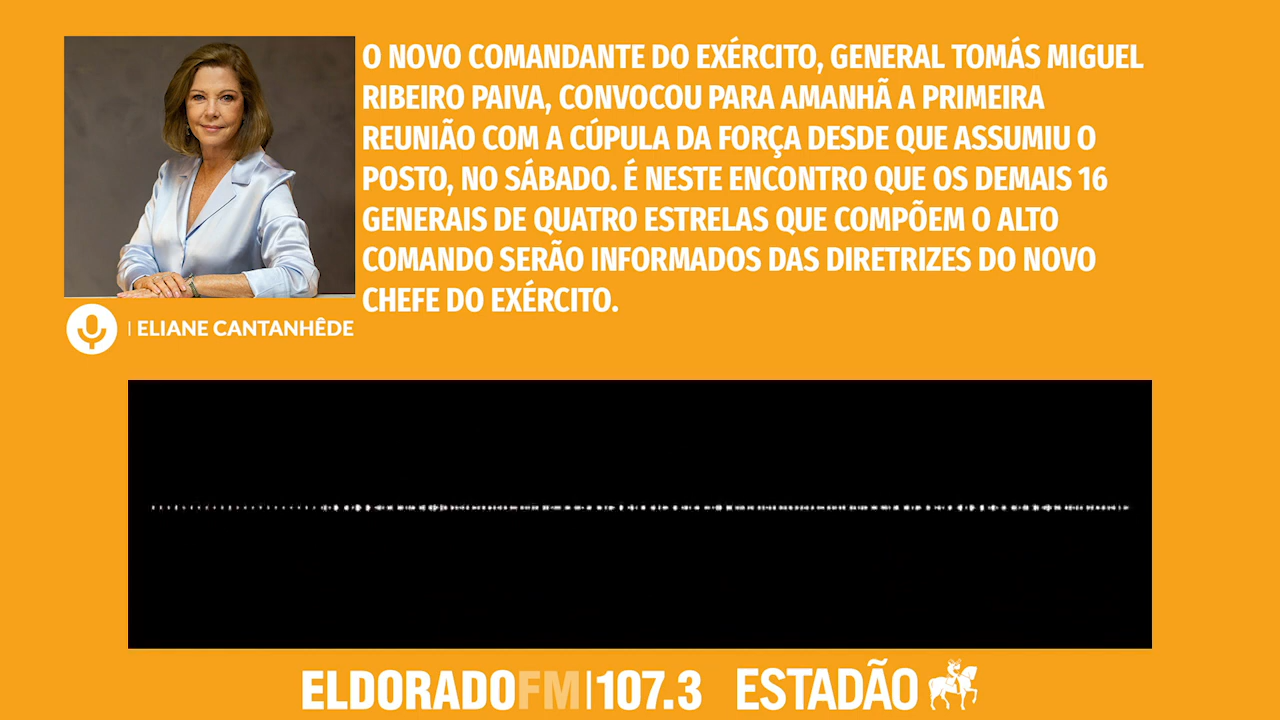 O NOVO COMANDANTE DO EXÉRCITO, GENERAL TOMÁS MIGUEL
RIBEIRO PAIVA, CONVOCOU PARA AMANHÃ A PRIMEIRA
REUNIÃO COM A CÚPULA DA FORÇA DESDE QUE ASSUMIU O
POSTO, NO SÁBADO. É NESTE ENCONTRO QUE OS DEMAIS 16
GENERAIS DE QUATRO ESTRELAS QUE COMPÕEM O ALTO
COMANDO SERÃO INFORMADOS DAS DIRETRIZES DO NOVO
CHEFE DO EXÉRCITO.
| ELIANE CANTANHÊDE
ELDORADOFM|107.3 ESTADÃO